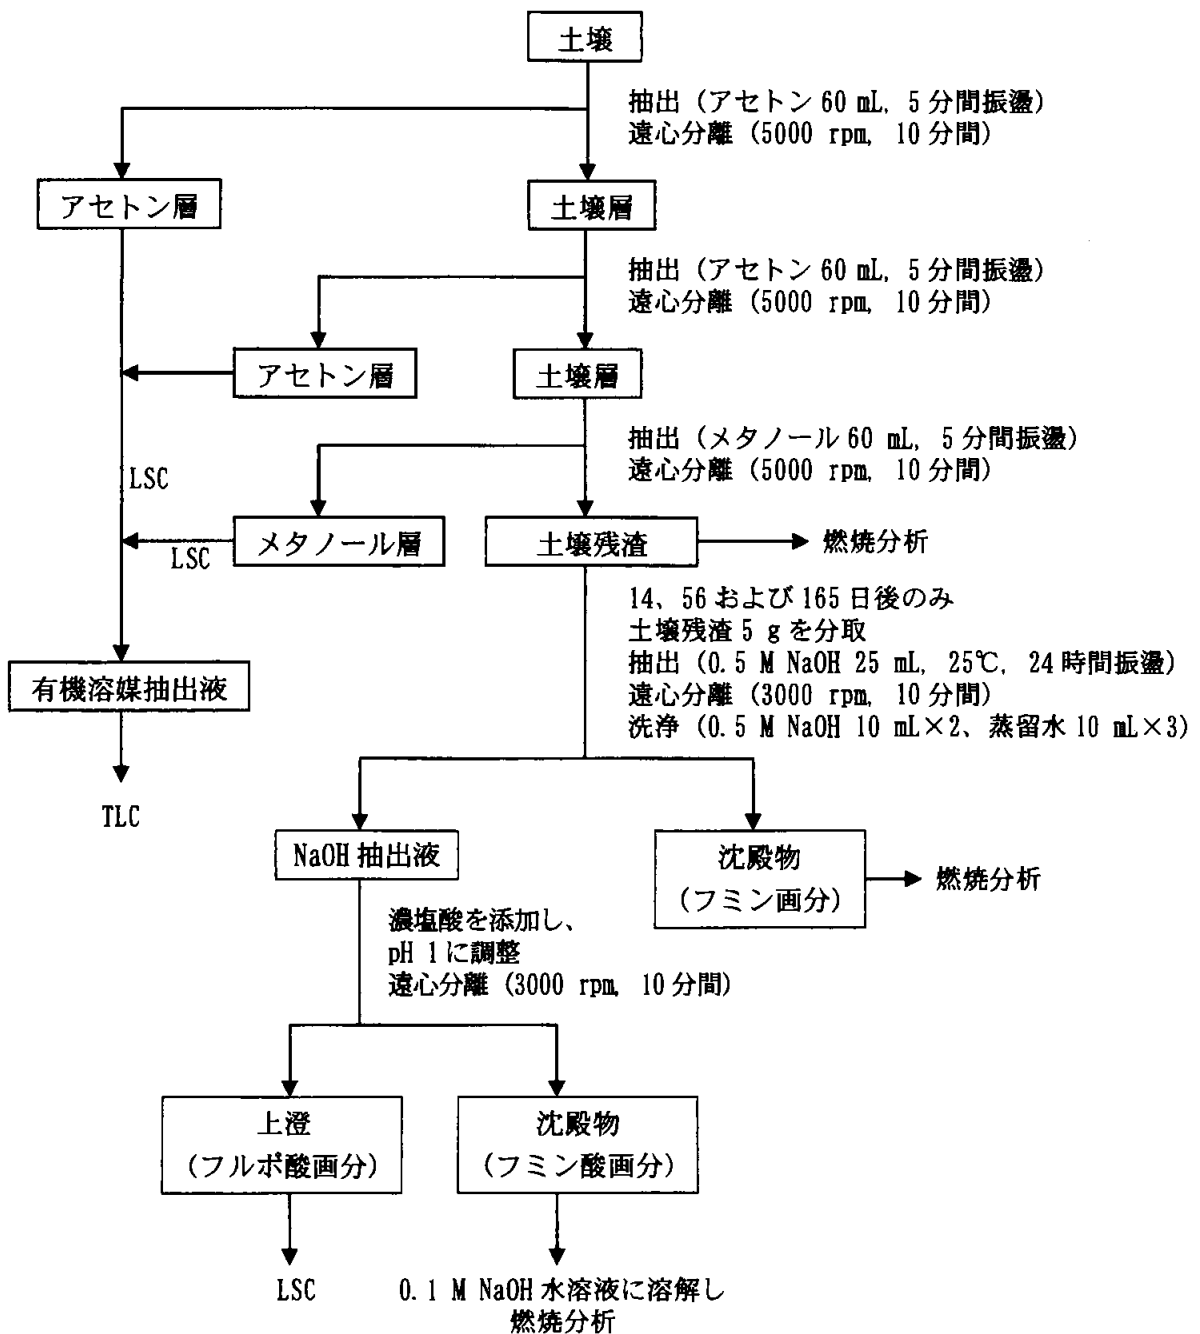 土壌
抽出 (アセトン 60 mL, 5 分間振盪)
遠心分離 (5000 rpm, 10 分間)
アセトン層
土壌層
抽出 (アセトン 60 mL, 5 分間振盪)
遠心分離 (5000 rpm, 10 分間)
アセトン層
土壌層
抽出 (メタノール 60 mL, 5 分間振盪)
遠心分離 (5000 rpm, 10 分間)
LSC
メタノール層
土壌残渣
燃焼分析
LSC
14, 56 および 165 日後のみ
土壌残渣 5 g を分取
抽出 (0.5 M NaOH 25 mL, 25℃, 24 時間振盪)
遠心分離 (3000 rpm, 10 分間)
洗浄 (0.5 M NaOH 10 mL×2、蒸留水 10 mL×3)
有機溶媒抽出液
TLC
NaOH 抽出液
沈殿物
(フミン画分)
燃焼分析
濃塩酸を添加し、
pH 1 に調整
遠心分離 (3000 rpm, 10 分間)
上澄
(フルボ酸画分)
沈殿物
(フミン酸画分)
LSC
0.1 M NaOH 水溶液に溶解し
燃焼分析